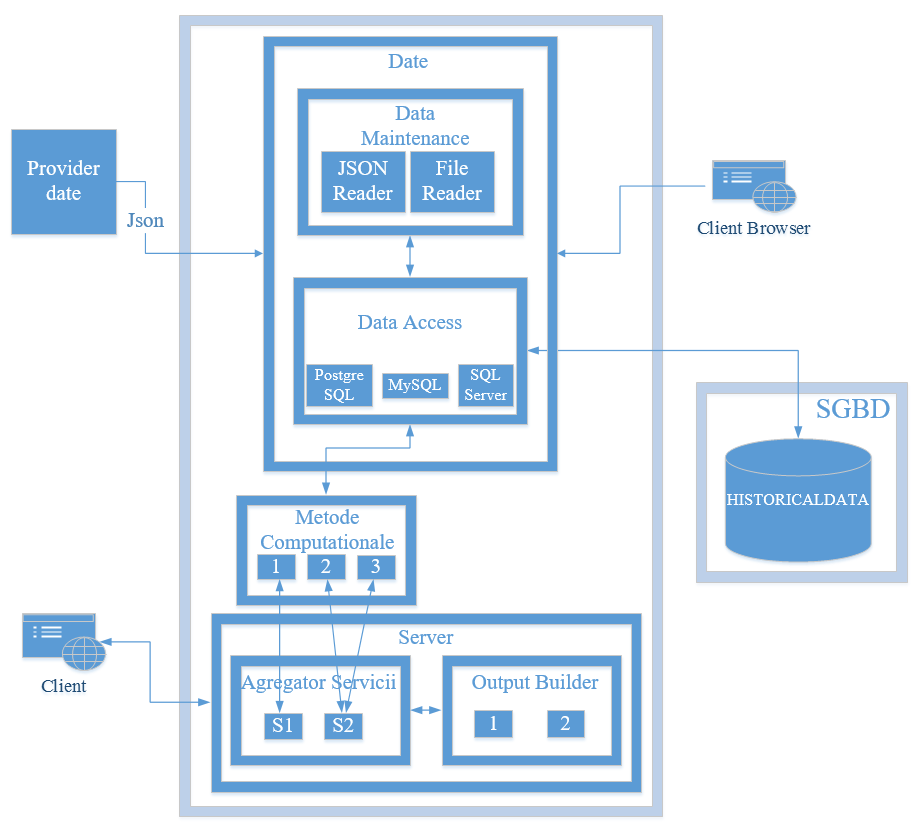 Date
Data
Maintenance
JSON
Reader
File
Reader
Provider
date
Json
Client Browser
Data Access
Postgre
SQL
MySQL
SQL
Server
SGBD
HISTORICALDATA
Metode
Computationale
1
2
3
Server
Agregator Servicii
S1
S2
Output Builder
1
2
Client